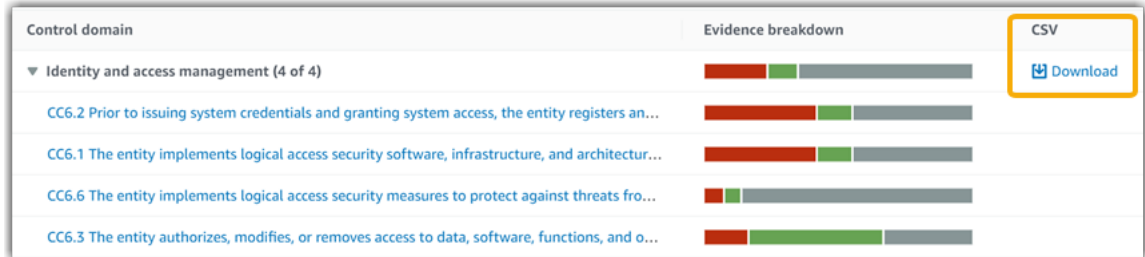 Control domain Evidence breakdown CSV
Identity and access management (4 of 4) Download
CC6.2 Prior to issuing system credentials and granting system access, the entity registers an...
CC6.1 The entity implements logical access security software, infrastructure, and architectur...
CC6.6 The entity implements logical access security measures to protect against threats fro...
CC6.3 The entity authorizes, modifies, or removes access to data, software, functions, and o...